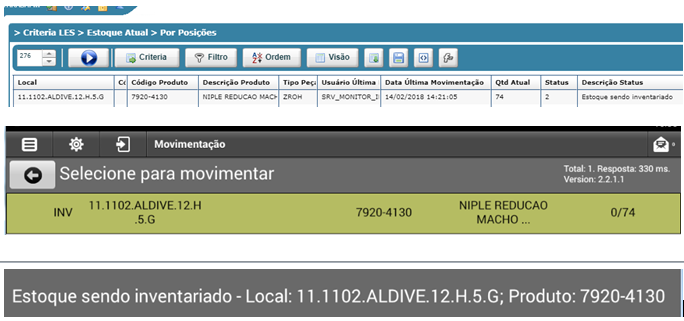 > Criteria LES > Estoque Atual > Por Posições
276 Criteria Filtro Ordem Visão
Local Có Código Produto Descrição Produto Tipo Peça Usuário Última Data Última Movimentação Qtd Atual Status Descrição Status
11.1102.ALDIVE.12.H.5.G 7920-4130 NIPLE REDUCAO MACH ZROH SRV_MONITOR_I 14/02/2018 14:21:05 74 2 Estoque sendo inventariado
Movimentação
Selecione para movimentar
Total: 1. Resposta: 330 ms.
Version: 2.2.1.1
INV 11.1102.ALDIVE.12.H
.5.G
7920-4130
NIPLE REDUCAO
MACHO ...
0/74
Estoque sendo inventariado - Local: 11.1102.ALDIVE.12.H.5.G; Produto: 7920-4130